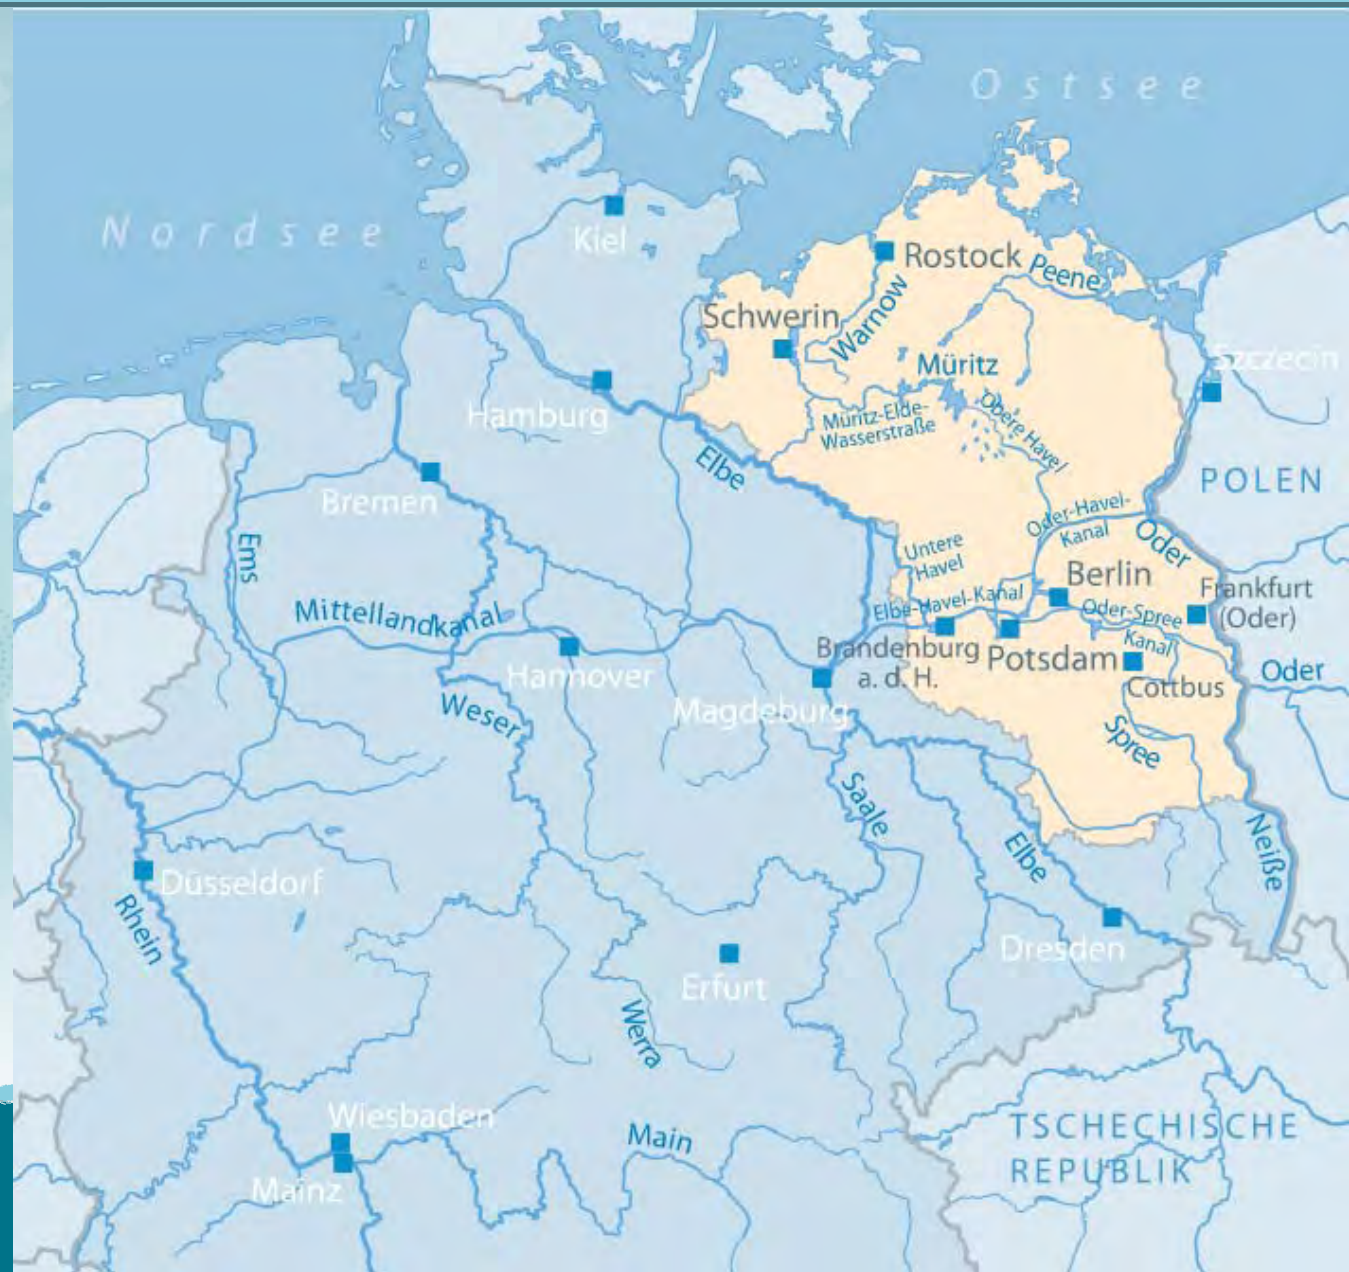 Ostsee
Nordsee
Kiel
Rostock
Peene
Schwerin
Warnow
Szczecin
Müritz
Hamburg
Müritz-Elde-
Wasserstraße
Obere Havel
Elbe
POLEN
Bremen
Oder-Havel-
Kanal
Oder
Ems
Untere
Havel
Berlin
Frankfurt
(Oder)
Mittellandkanal
Elbe-Havel-Kanal
Oder-Spree
Kanal
Brandenburg
a. d. H.
Potsdam
Hannover
Oder
Cottbus
Magdeburg
Weser
Spree
Saale
Elbe
Neiße
Düsseldorf
Rhein
Dresden
Erfurt
Werra
Wiesbaden
Main
TSCHECHISCHE
REPUBLIK
Mainz